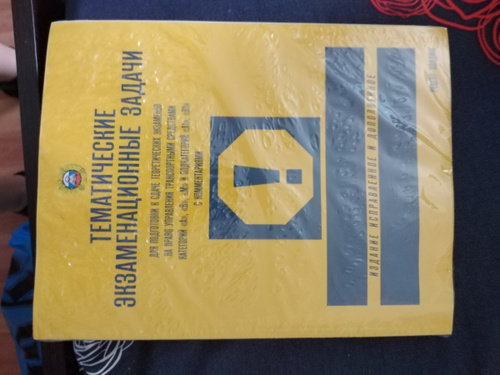 ТЕМАТИЧЕСКИЕ
ЭКЗАМЕНАЦИОННЫЕ ЗАДАЧИ
ДЛЯ ПОДГОТОВКИ К СДАЧЕ ТЕОРЕТИЧЕСКИХ ЭКЗАМЕНОВ
НА ПРАВО УПРАВЛЕНИЯ ТРАНСПОРТНЫМИ СРЕДСТВАМИ
КАТЕГОРИЙ «А», «В», «М» И ПОДКАТЕГОРИЙ «А1», «В1»
С КОММЕНТАРИЯМИ
ИЗДАНИЕ ИСПРАВЛЕННОЕ И ДОПОЛНЕННОЕ